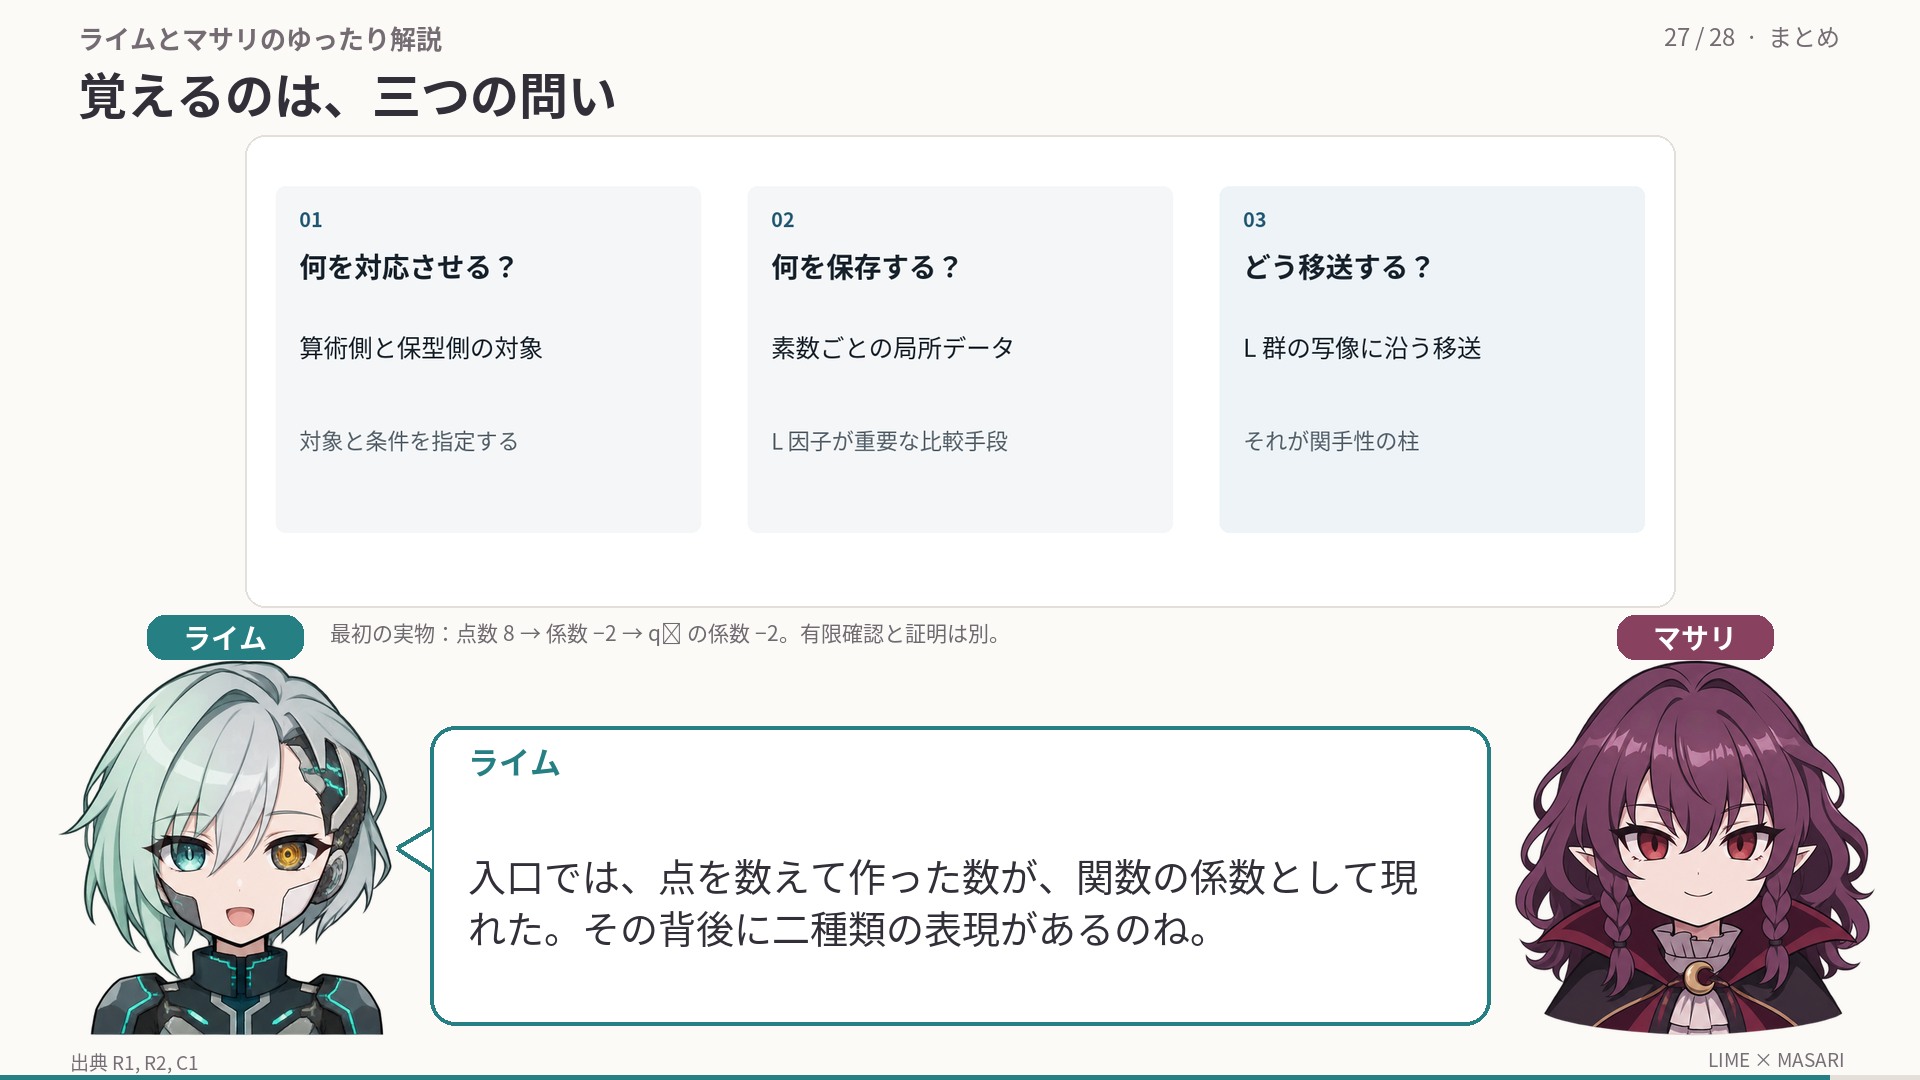 ライムとマサリのゆったり解説
27 / 28 · まとめ
覚えるのは、三つの問い
01
何を対応させる？
算術側と保型側の対象
対象と条件を指定する
02
何を保存する？
素数ごとの局所データ
L 因子が重要な比較手段
03
どう移送する？
L 群の写像に沿う移送
それが関手性の柱
ライム
最初の実物：点数 8 → 係数 −2 → q の係数 −2。有限確認と証明は別。
マサリ
ライム
入口では、点を数えて作った数が、関数の係数として現
れた。その背後に二種類の表現があるのね。
出典 R1, R2, C1
LIME × MASARI